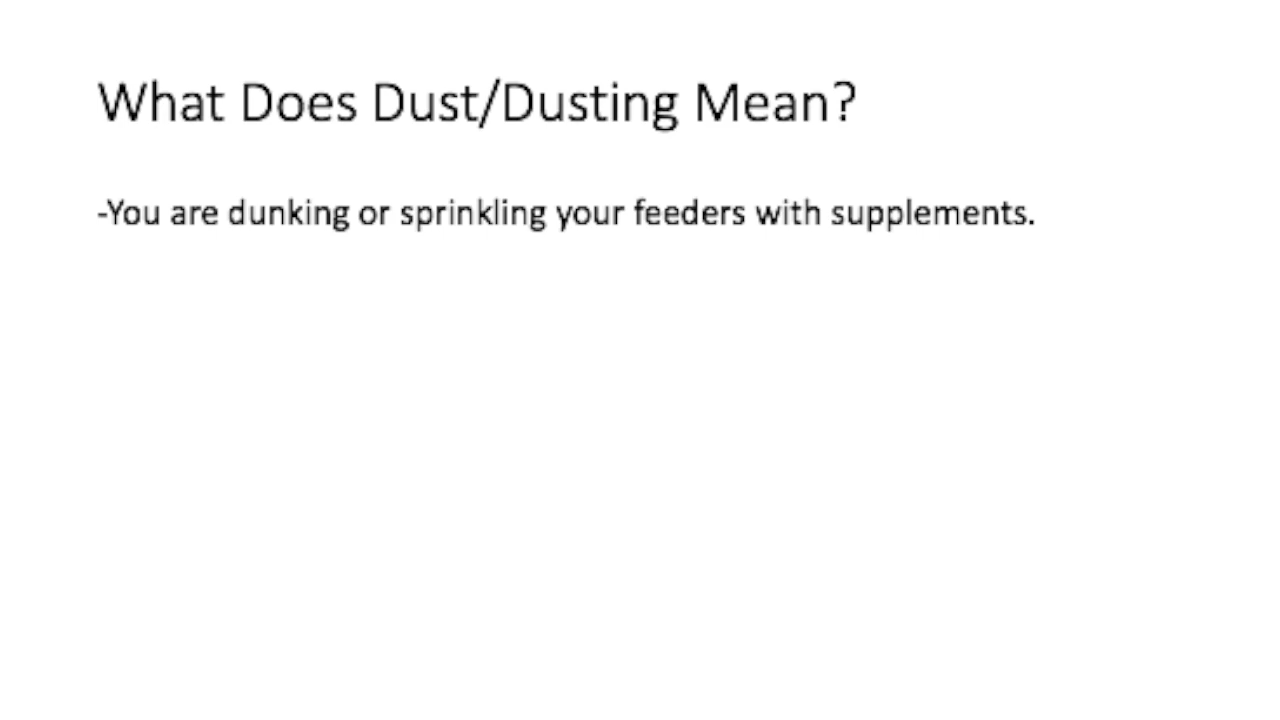 What Does Dust/Dusting Mean?
-You are dunking or sprinkling your feeders with supplements.